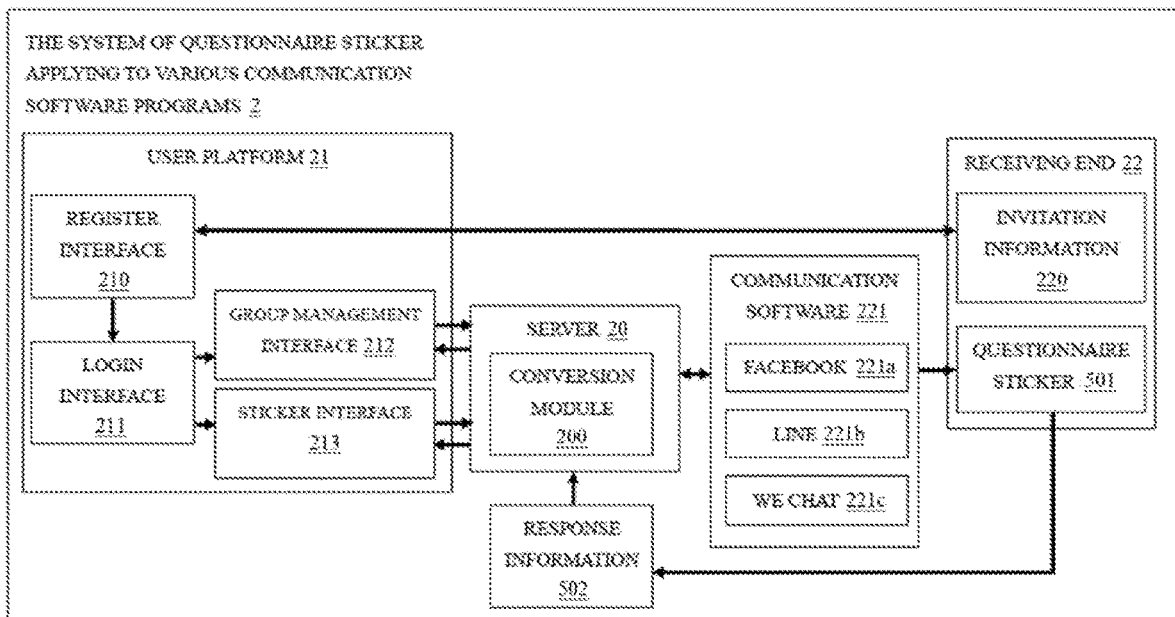 THE SYSTEM OF QUESTIONNAIRE STICKER
APPLYING TO VARIOUS COMMUNICATION
SOFTWARE PROGRAMS 2
USER PLATFORM 21
REGISTER
INTERFACE
210
LOGIN
INTERFACE
211
GROUP MANAGEMENT
INTERFACE 212
STICKER INTERFACE
213
SERVER 20
CONVERSION
MODULE
200
RESPONSE
INFORMATION
502
COMMUNICATION
SOFTWARE 221
FACEBOOK 221a
LINE 221b
WE CHAT 221c
RECEIVING END 22
INVITATION
INFORMATION
220
QUESTIONNAIRE
STICKER 501